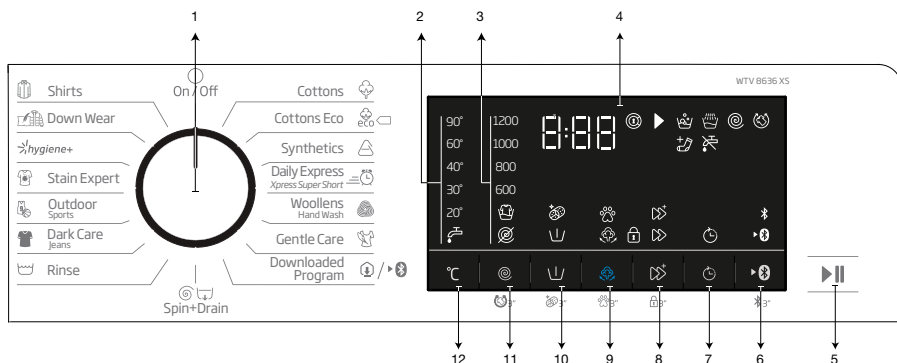 1
2
3
4
WTV 8636 XS
On / Off
Shirts
Down Wear
hygiene+
Stain Expert
Outdoor
Sports
Dark Care
Jeans
Rinse
Spin+Drain
Cottons
Cottons Eco
eco
Synthetics
Daily Express
Xpress Super Short
Woollens
Hand Wash
Gentle Care
Downloaded
Program
/
90°
60°
40°
30°
20°
1200
1000
800
600
8:88
°C
3"
3"
3"
3"
3"
12
11
10
9
8
7
6
5